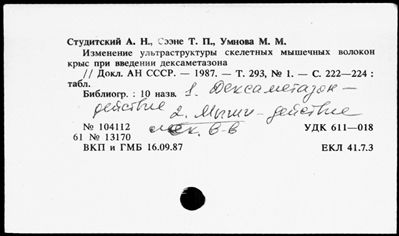 Студитский А. Н., Сээне Т. П., Умнова М. М.
Изменение ультраструктуры скелетных мышечных волокон
крыс при введении дексаметазона
// Докл. АН СССР. — 1987. — Т. 293, № 1. — С. 222—224 :
табл.
Библиогр. : 10 назв. 1. Дексаметазон —
действие 2. Мыши - действие
лек. в-в
№ 104112 УДК 611—018
61 № 13170
ВКП и ГМБ 16.09.87 ЕКЛ 41.7.3